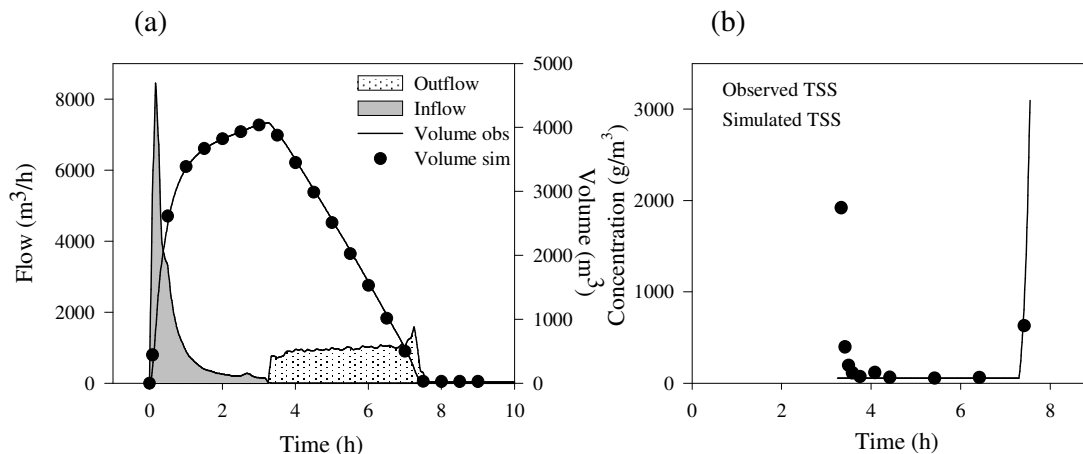 (a)
(b)
Flow (m³/h)
8000
6000
4000
2000
0
Outflow
Inflow
Volume obs
Volume sim
5000
4000
3000
2000
1000
0
Volume (m³)
0 2 4 6 8 10
Time (h)
Concentration (g/m³)
3000
2000
1000
0
Observed TSS
Simulated TSS
0 2 4 6 8
Time (h)